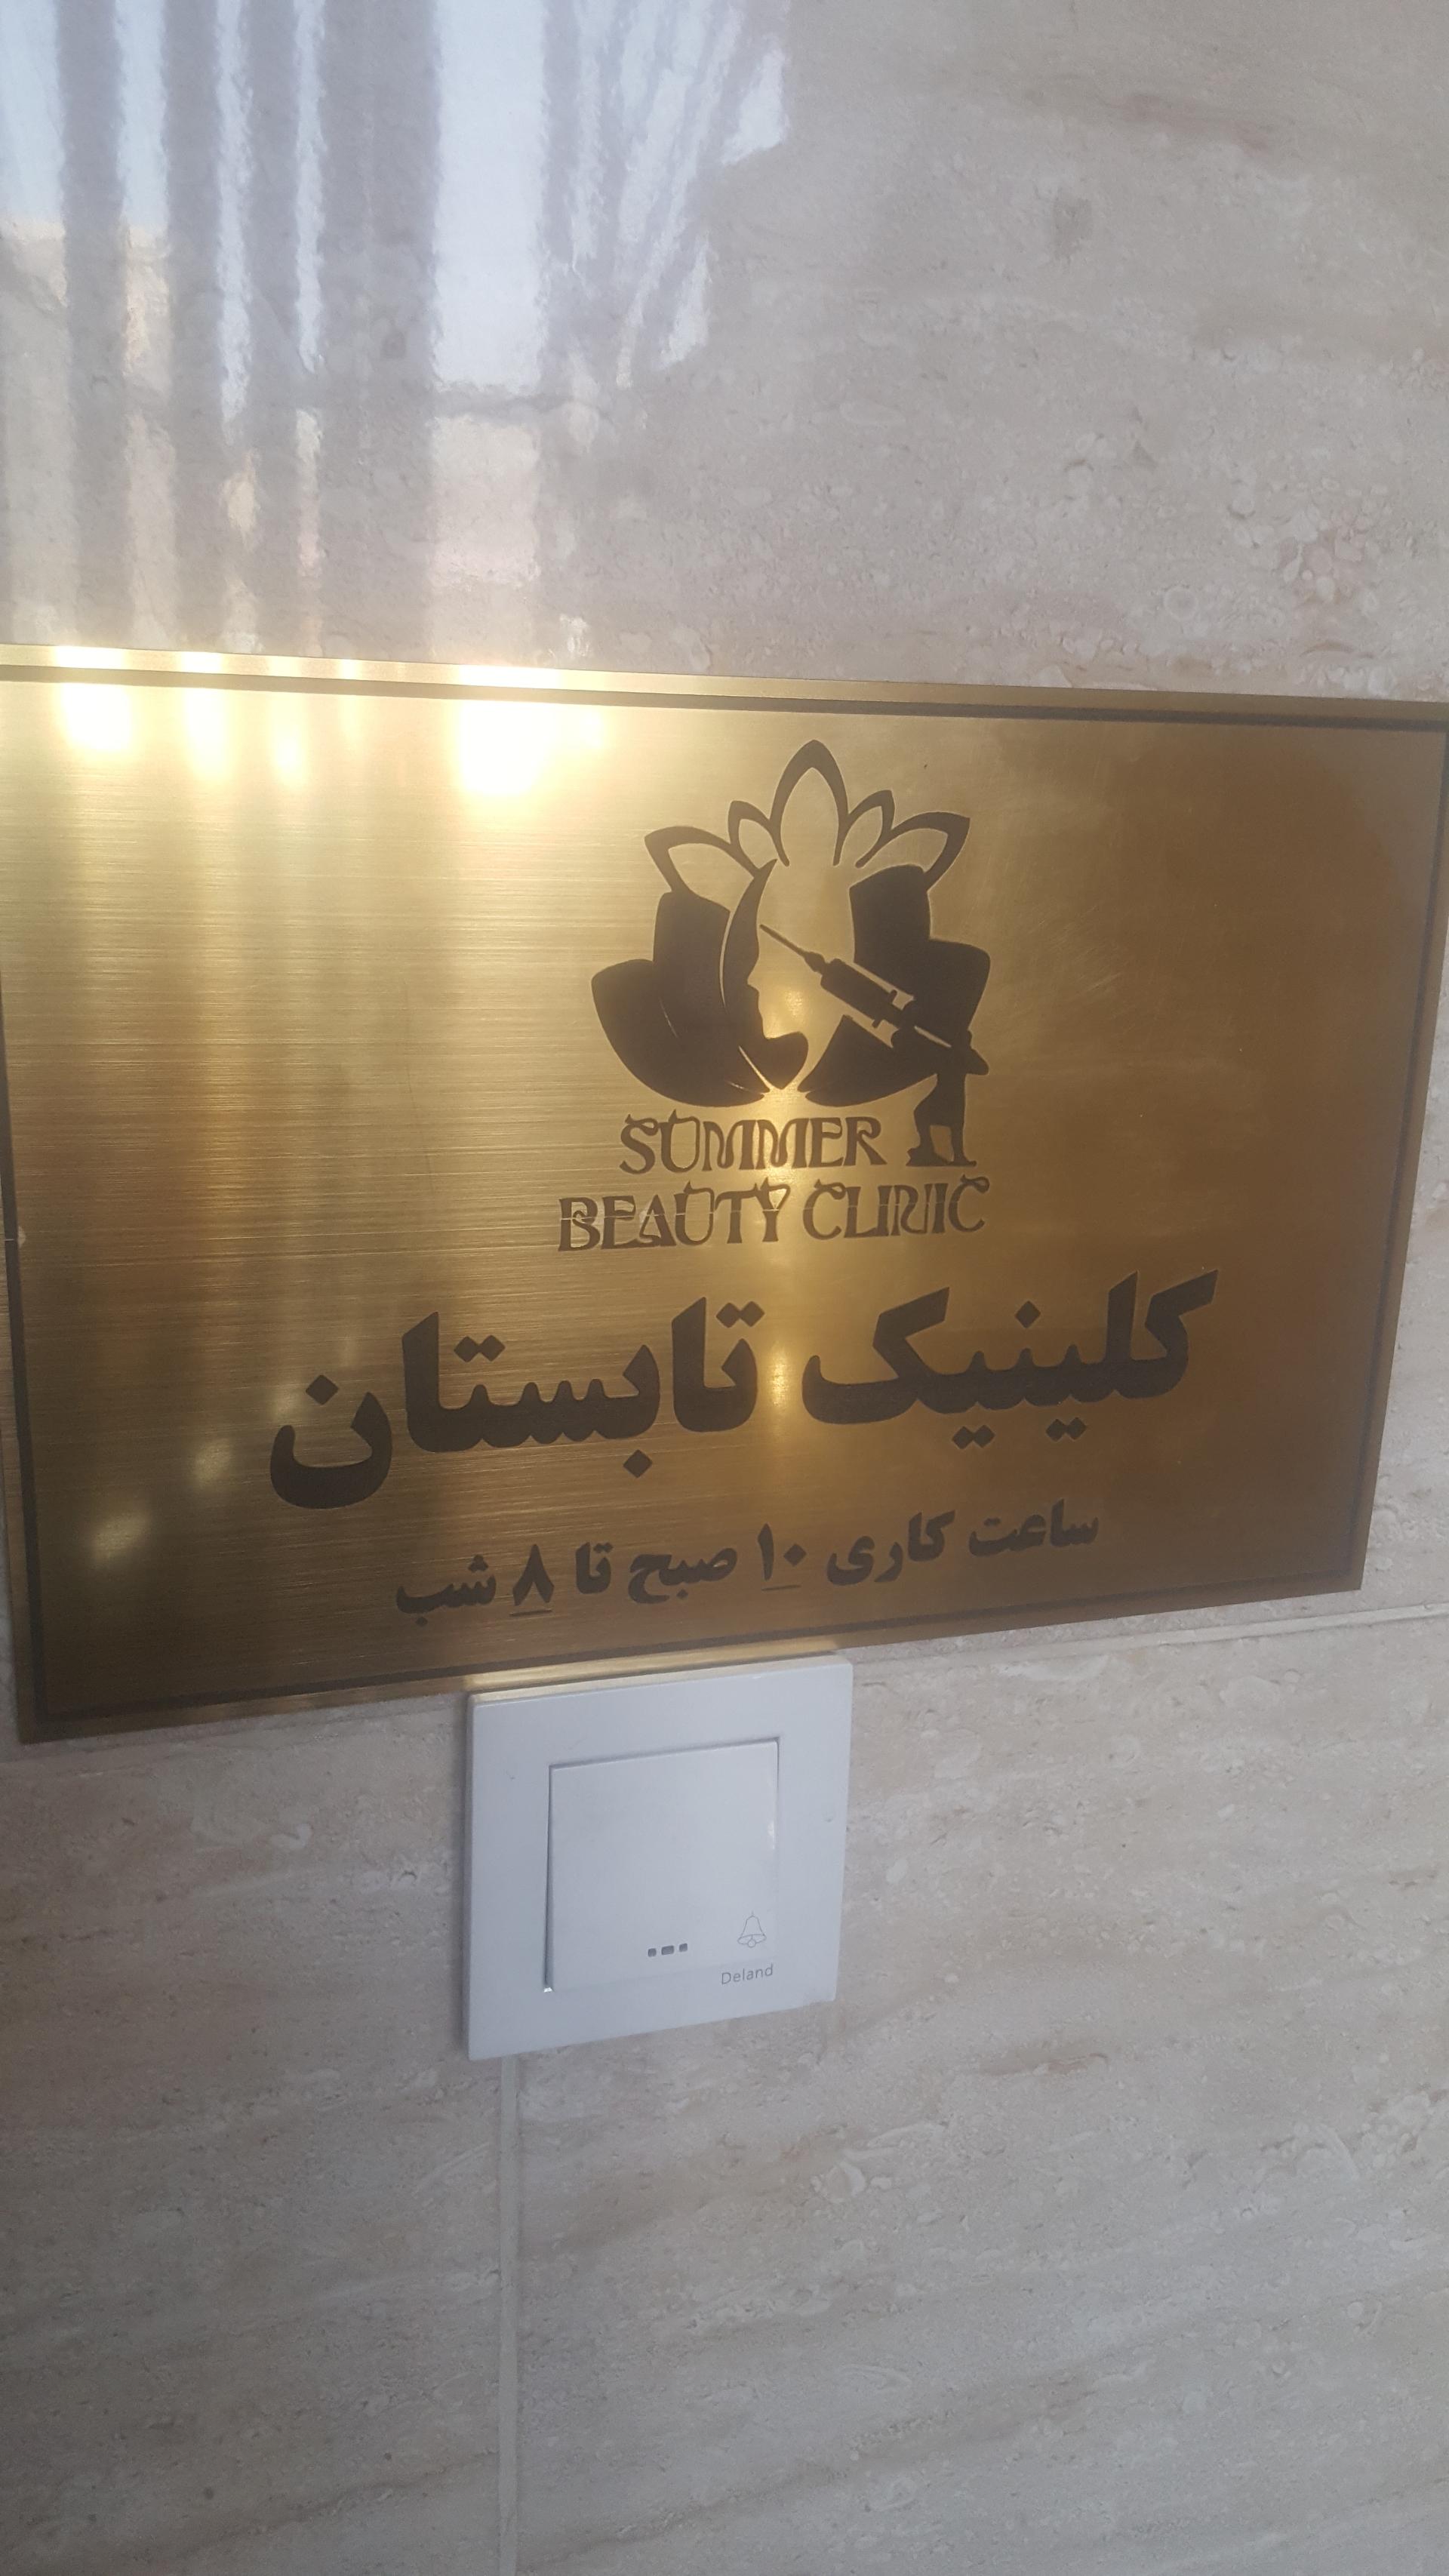 SUMMER
BEAUTY CLINIC
کلینیک تابستان
ساعت کاری ۱۰ صبح تا ۸ شب
Deland